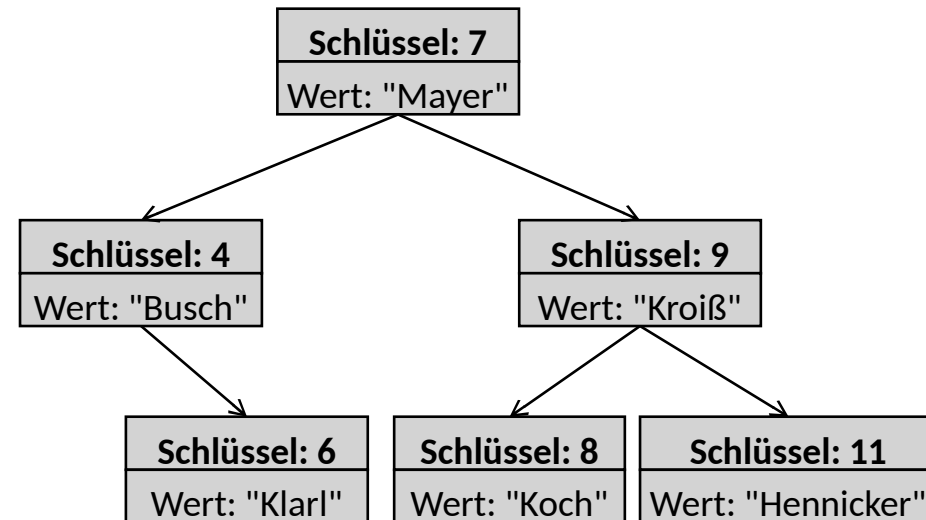 Schlüssel: 7
Wert: "Mayer"
Schlüssel: 4
Wert: "Busch"
Schlüssel: 9
Wert: "Kroiß"
Schlüssel: 6
Wert: "Klarl"
Schlüssel: 8
Wert: "Koch"
Schlüssel: 11
Wert: "Hennicker"